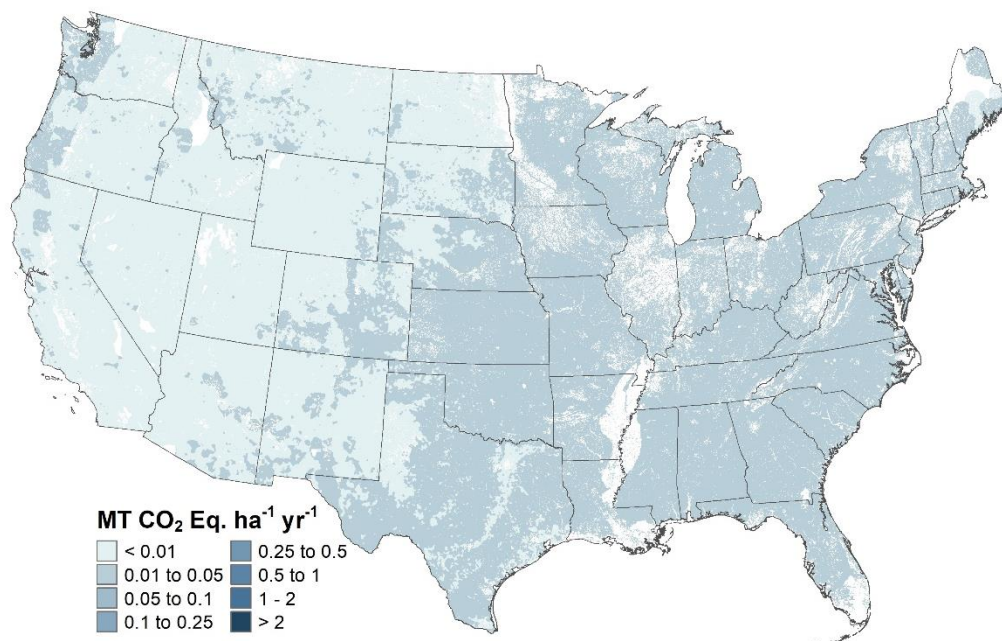 MT CO₂ Eq. ha⁻¹ yr⁻¹
< 0.01
0.01 to 0.05
0.05 to 0.1
0.1 to 0.25
0.25 to 0.5
0.5 to 1
1 - 2
> 2